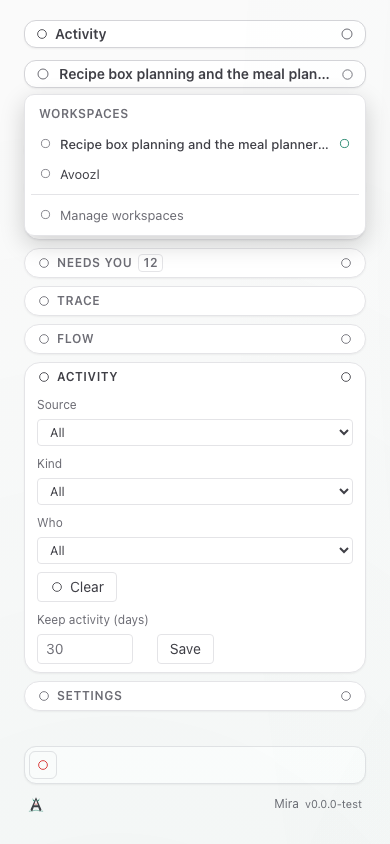 Activity
Recipe box planning and the meal plan...
WORKSPACES
Recipe box planning and the meal planner...
Avoozl
Manage workspaces
NEEDS YOU 12
TRACE
FLOW
ACTIVITY
Source
All
Kind
All
Who
All
Clear
Keep activity (days)
30 Save
SETTINGS
Mira v0.0.0-test